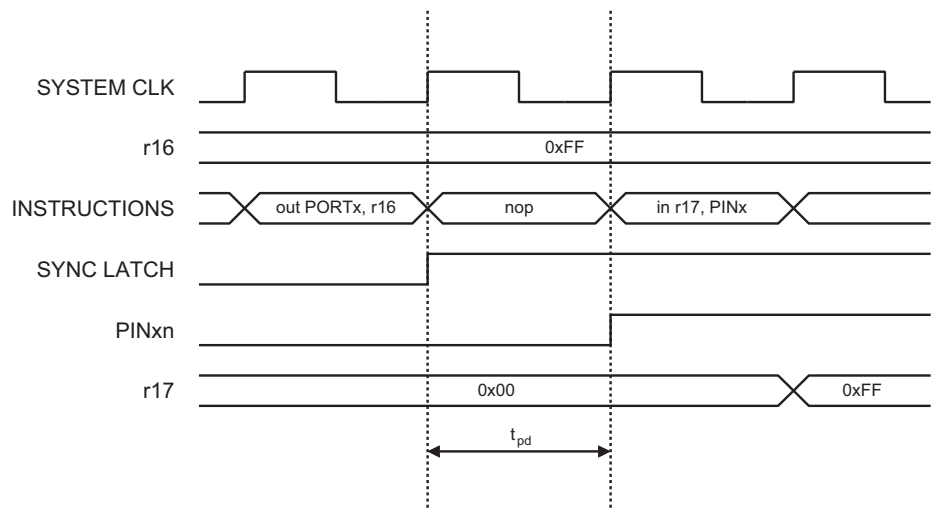 SYSTEM CLK
r16
0xFF
INSTRUCTIONS
out PORTx, r16
nop
in r17, PINx
SYNC LATCH
PINxn
r17
0x00
0xFF
tpd